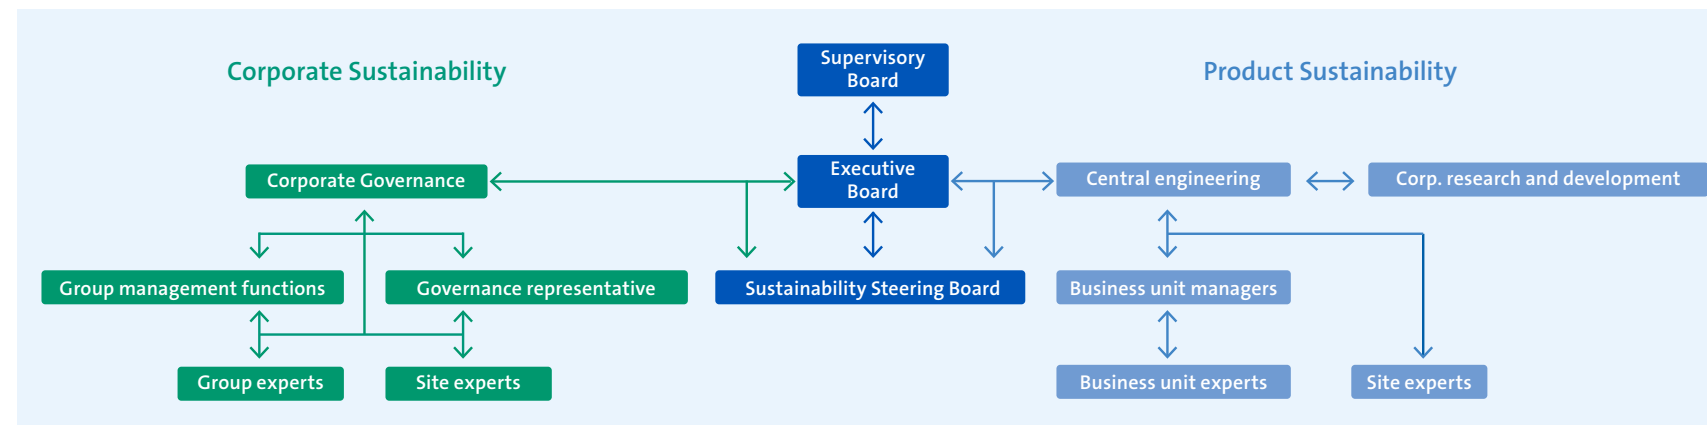 Corporate Sustainability
Supervisory
Board
Product Sustainability
Corporate Governance
Executive
Board
Central engineering
Corp. research and development
Group management functions
Governance representative
Sustainability Steering Board
Business unit managers
Group experts
Site experts
Business unit experts
Site experts